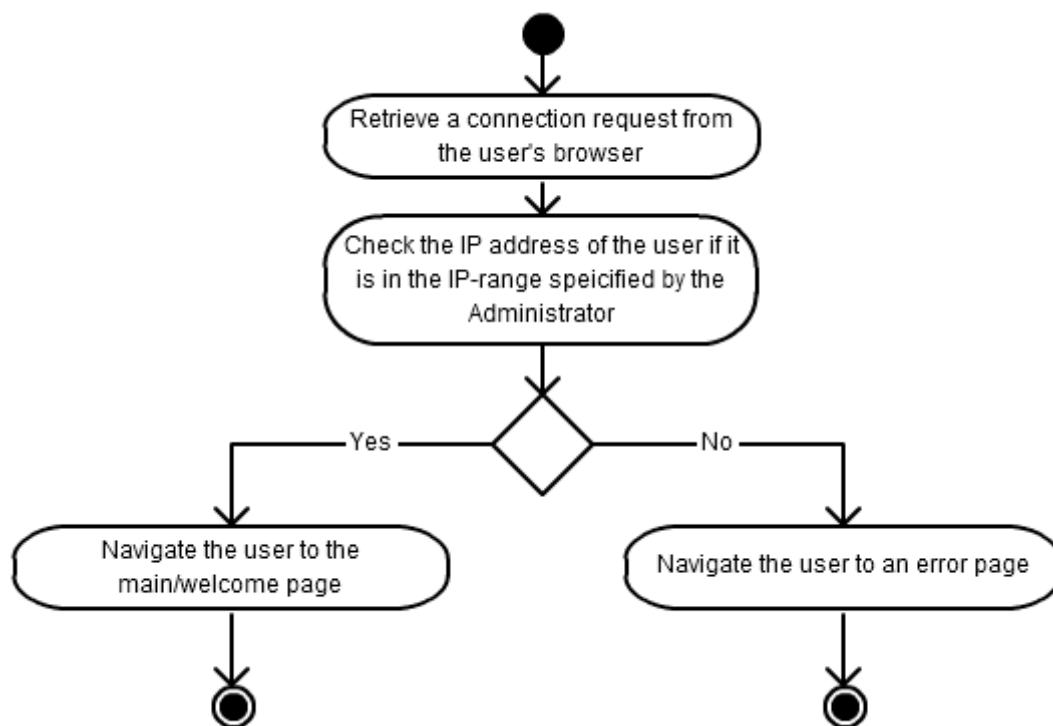 Retrieve a connection request from
the user's browser
Check the IP address of the user if it
is in the IP-range speicified by the
Administrator
Yes
No
Navigate the user to the
main/welcome page
Navigate the user to an error page